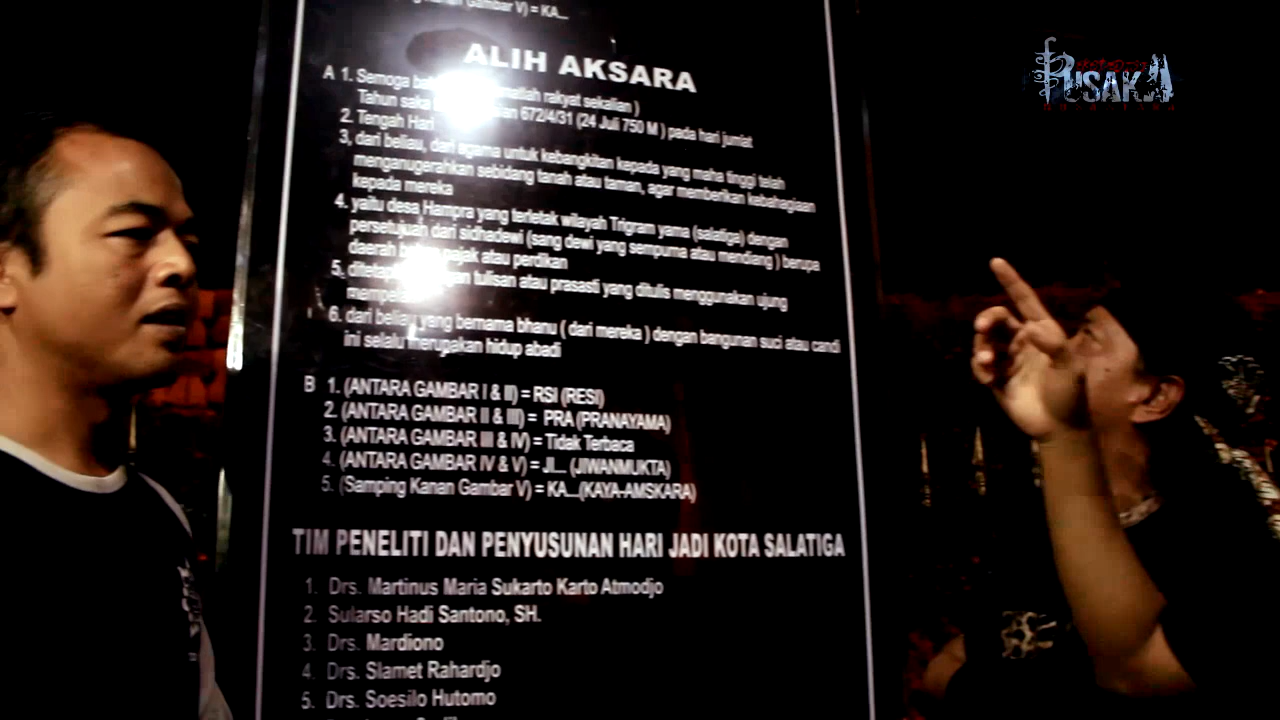 Gambar V) = KA...
PUSAKA
ALIH AKSARA
A 1. Semoga rakyat sekalian )
Tahun saka 672/4/31 (24 Juli 750 M ) pada hari jumlat
2. Tengah Hari
3, dari beliau, dari agama untuk kebangkitan kepada yang maha tinggi telah
menganugerahkan sebidang tanah atau taman, agar memberikan kebahagiaan
kepada mereka
4. yaitu desa Hampra yang terletak wilayah Trigram yama (salatiga) dengan
persetujuan dari sidhadewi (sang dewi yang sempurna atau mendiang ) berupa
daerah pajak atau perdikan
5, tulisan atau prasasti yang ditulis menggunakan ujung
6. dari beliau yang bernama bhanu ( dari mereka ) dengan bangunan suci atau candi
ini selalu merupakan hidup abadi
B 1. (ANTARA GAMBAR I & II) = RSI (RESI)
2. (ANTARA GAMBAR II & III) = PRA (PRANAYAMA)
3. (ANTARA GAMBAR III & IV) = Tidak Terbaca
4. (ANTARA GAMBAR IV & V) = JI... (JIWANMUKTA)
5. (Samping Kanan Gambar V) = KA...(KAYA-AMSKARA)
TIM PENELITI DAN PENYUSUNAN HARI JADI KOTA SALATIGA
1. Drs. Martinus Maria Sukarto Karto Atmodjo
2. Sularso Hadi Santono, SH.
3. Drs. Mardiono
4. Drs. Slamet Rahardjo
5. Drs. Soesilo Hutomo